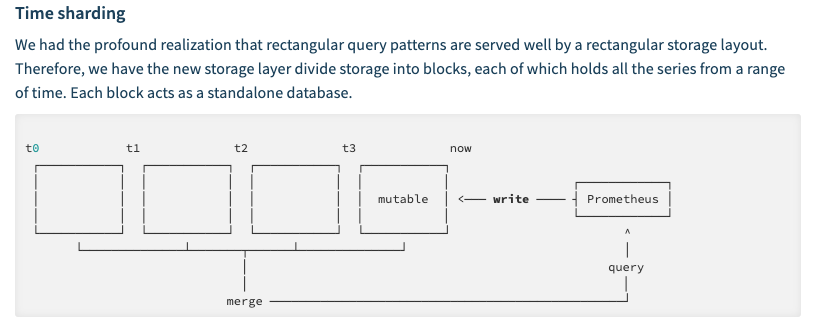 Time sharding
We had the profound realization that rectangular query patterns are served well by a rectangular storage layout.
Therefore, we have the new storage layer divide storage into blocks, each of which holds all the series from a range
of time. Each block acts as a standalone database.
t0 t1 t2 t3 now
mutable write Prometheus
query
merge